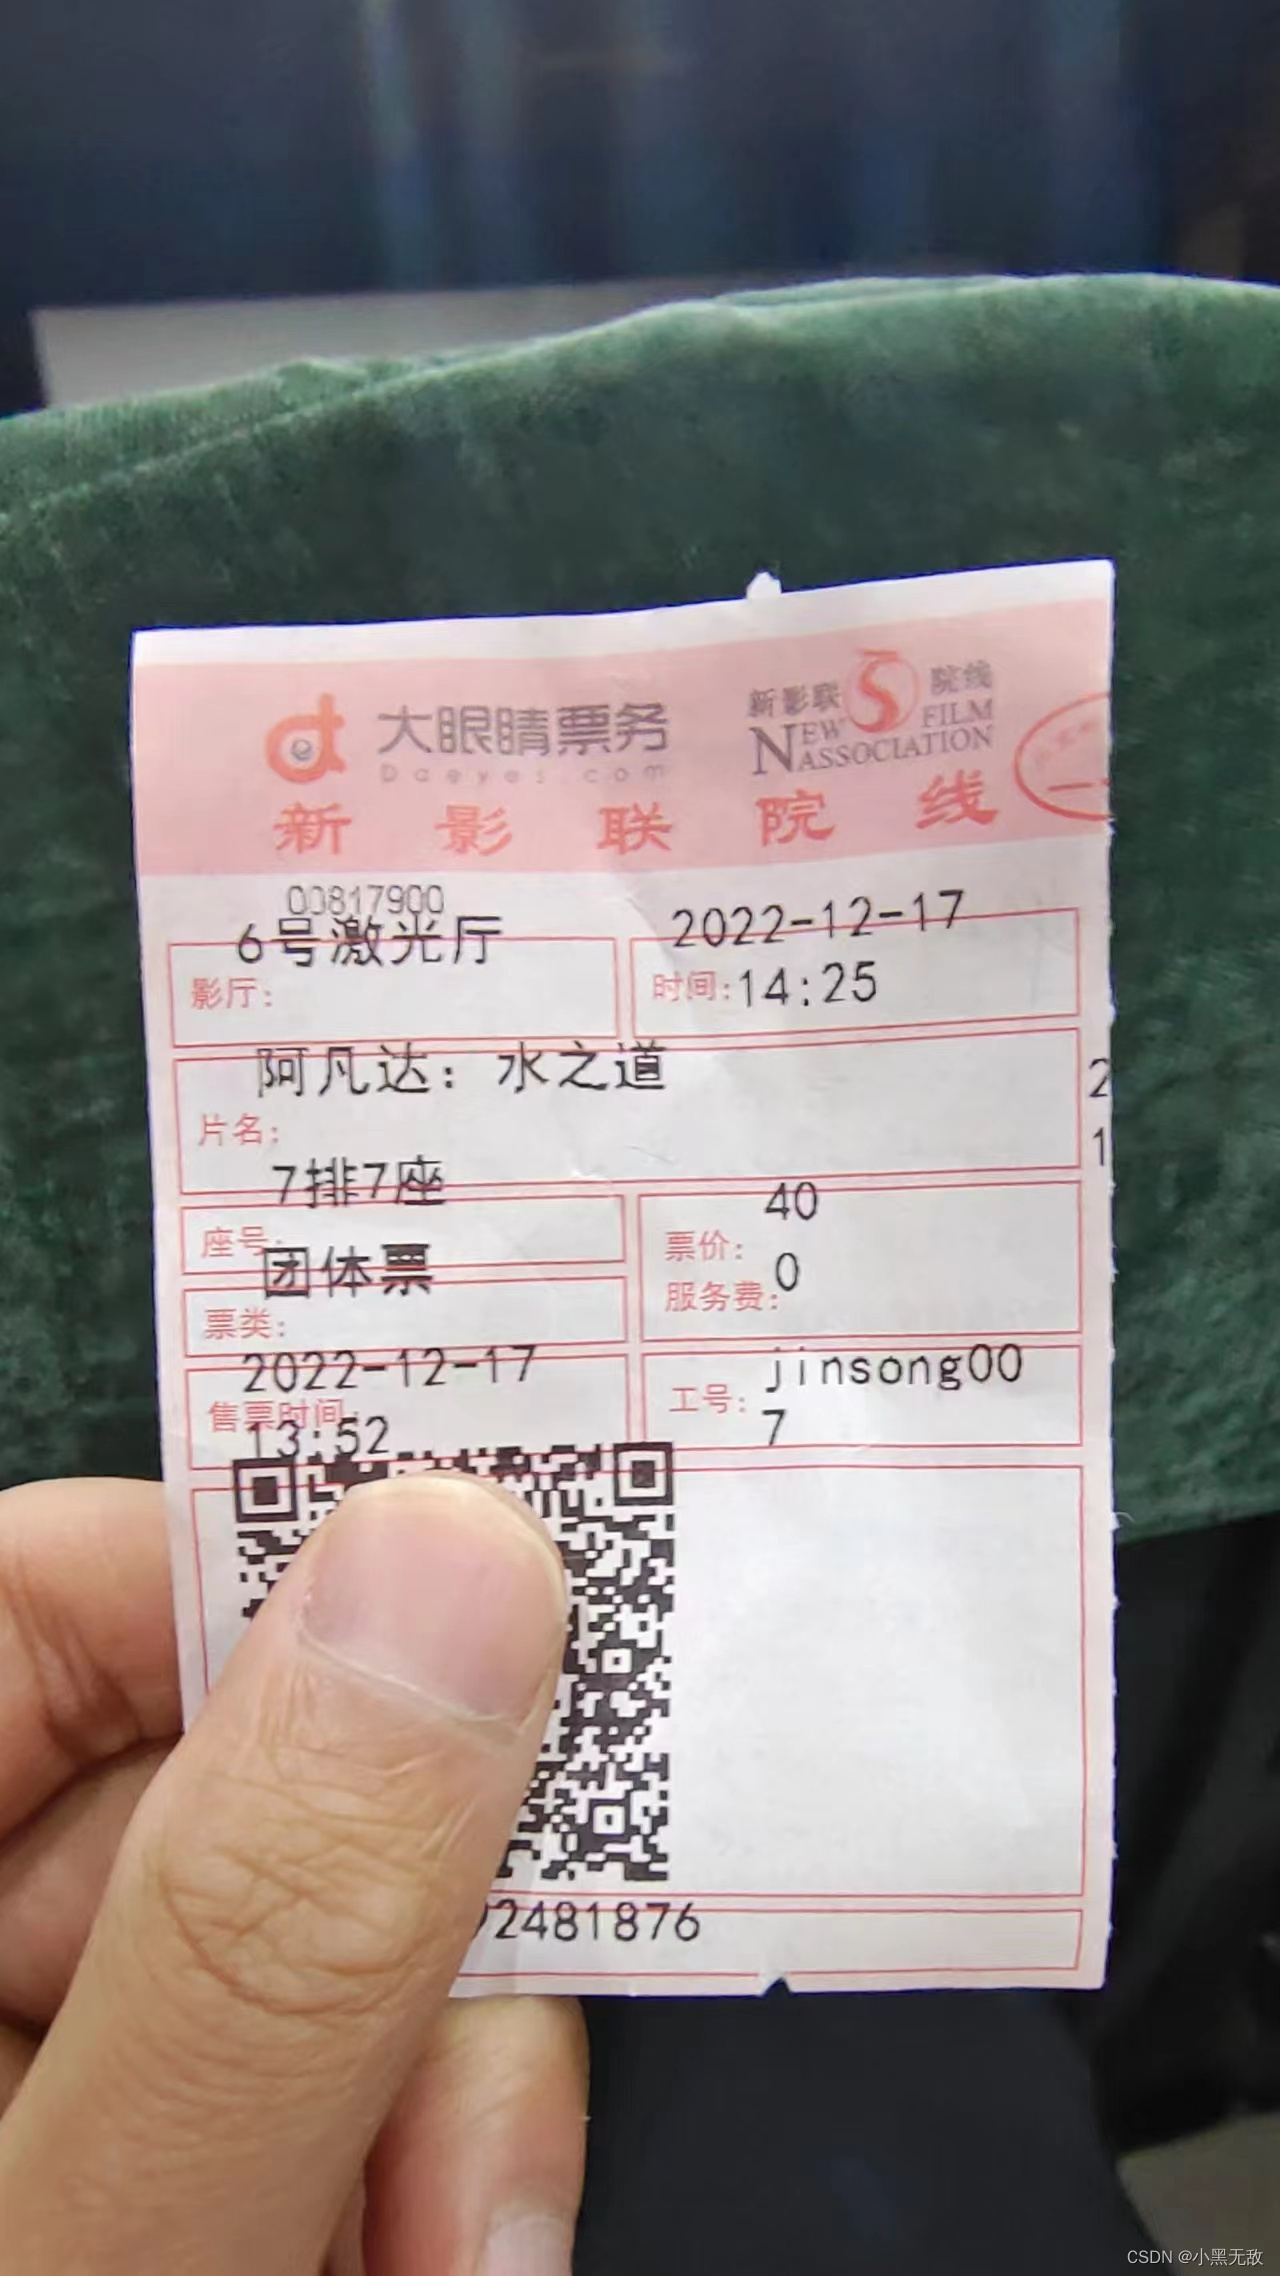 大眼睛票务
Daeyes.com
新影联 院线
NEW FILM
ASSOCIATION
新影联院线
00817900
6号激光厅
影厅:
2022-12-17
时间:14:25
阿凡达：水之道
片名:
2
1
7排7座
座号:
40
票价:
0
服务费:
团体票
票类:
2022-12-17
售票时间:
13:52
jinsong00
工号:
7
2481876
CSDN @小黑无敌